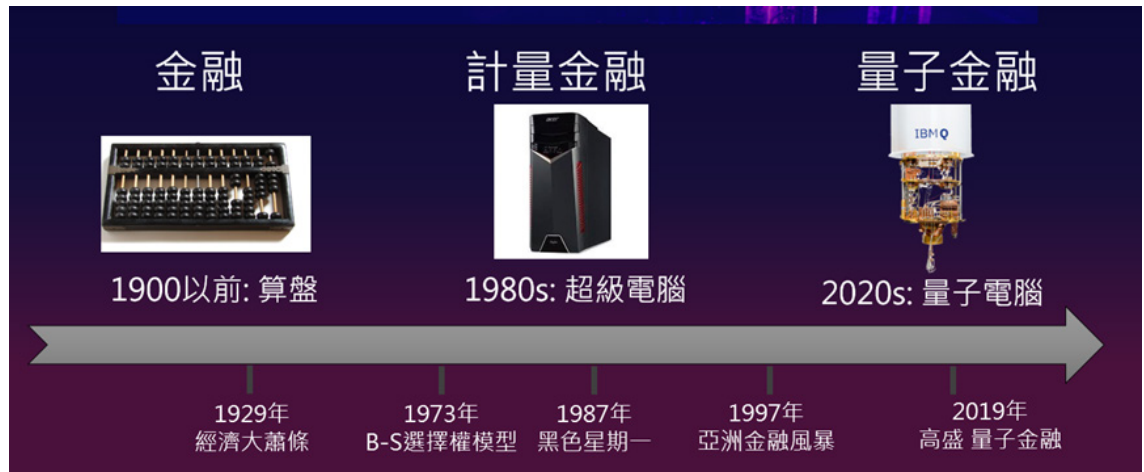 金融
計量金融
量子金融
IBM Q
1900以前: 算盤
1980s: 超級電腦
2020s: 量子電腦
1929年
經濟大蕭條
1973年
B-S選擇權模型
1987年
黑色星期一
1997年
亞洲金融風暴
2019年
高盛 量子金融